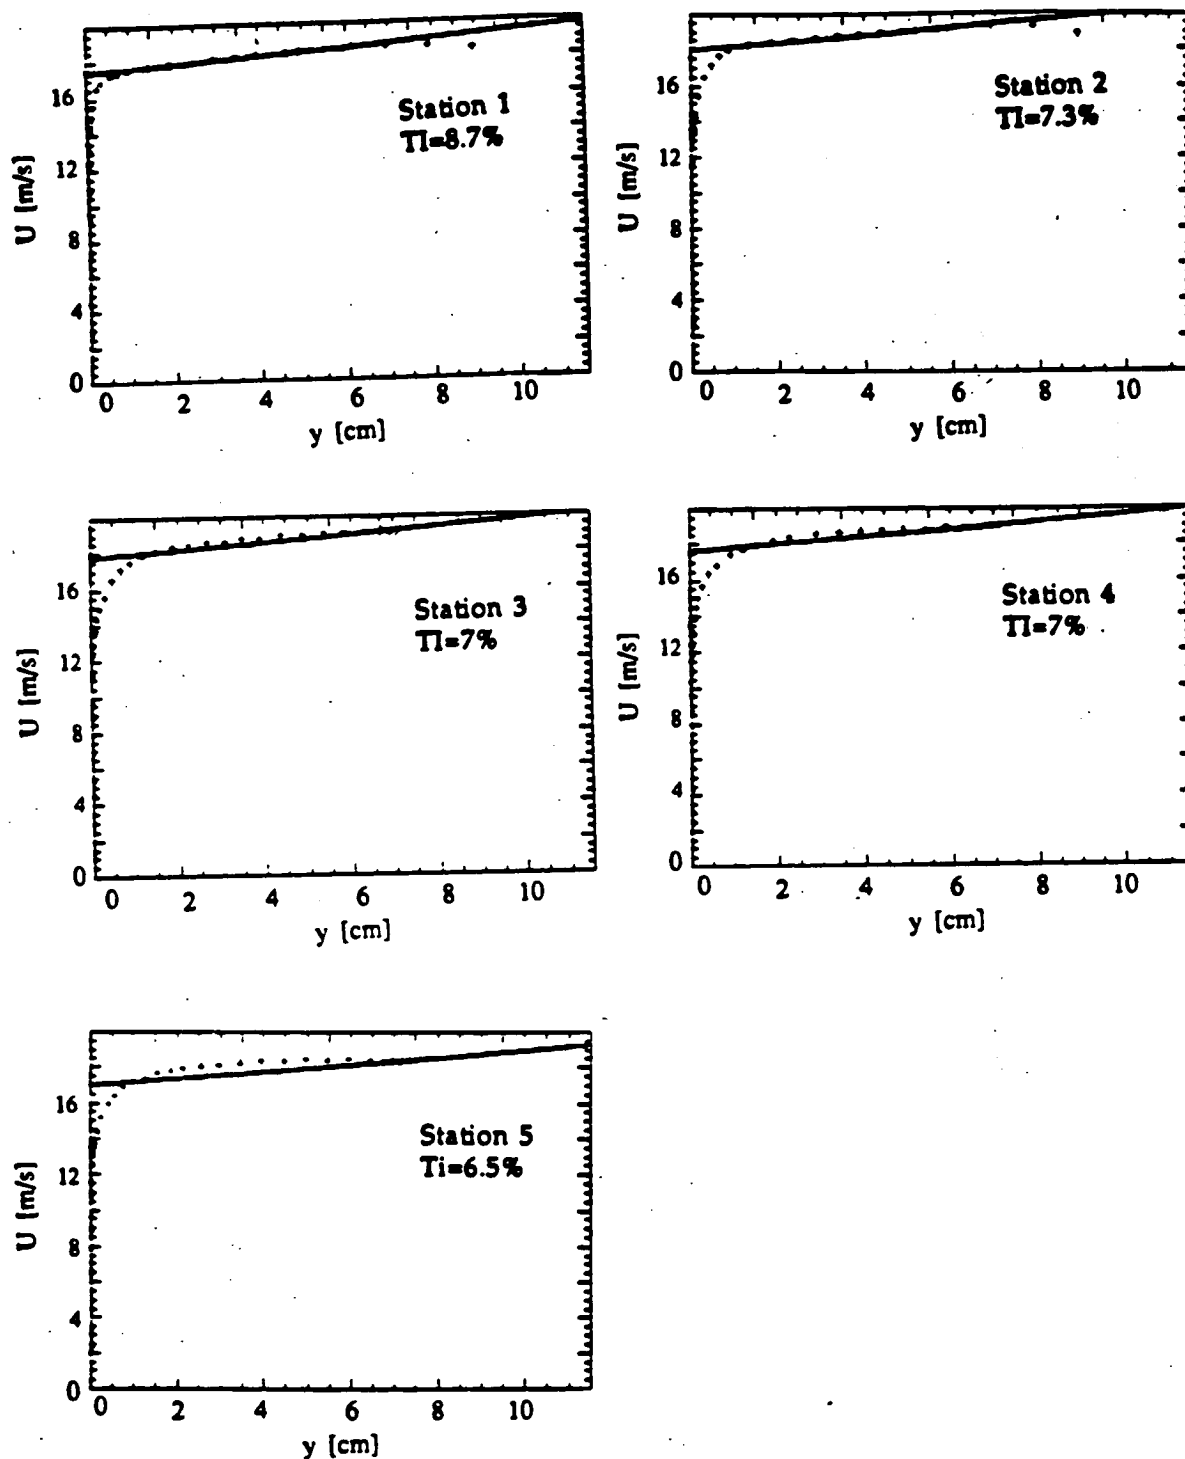 U [m/s]
16
12
8
4
0
Station 1
TI=8.7%
0 2 4 6 8 10
y [cm]
U [m/s]
16
12
8
4
0
Station 2
TI=7.3%
0 2 4 6 8 10
y [cm]
U [m/s]
16
12
8
4
0
Station 3
TI=7%
0 2 4 6 8 10
y [cm]
U [m/s]
16
12
8
4
0
Station 4
TI=7%
0 2 4 6 8 10
y [cm]
U [m/s]
16
12
8
4
0
Station 5
Ti=6.5%
0 2 4 6 8 10
y [cm]